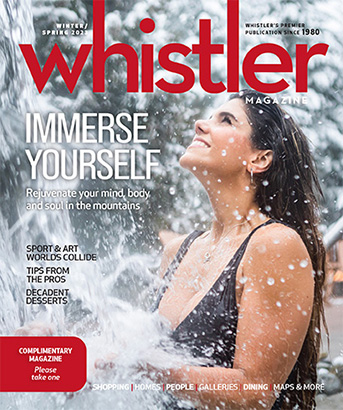 WINTER/
SPRING 2023
WHISTLER'S PREMIER
PUBLICATION SINCE 1980
whistler
MAGAZINE
IMMERSE
YOURSELF
Rejuvenate your mind, body
and soul in the mountains
SPORT & ART
WORLDS COLLIDE
TIPS FROM
THE PROS
DECADENT
DESSERTS
COMPLIMENTARY
MAGAZINE
Please
take one
SHOPPING | HOMES | PEOPLE | GALLERIES | DINING | MAPS & MORE